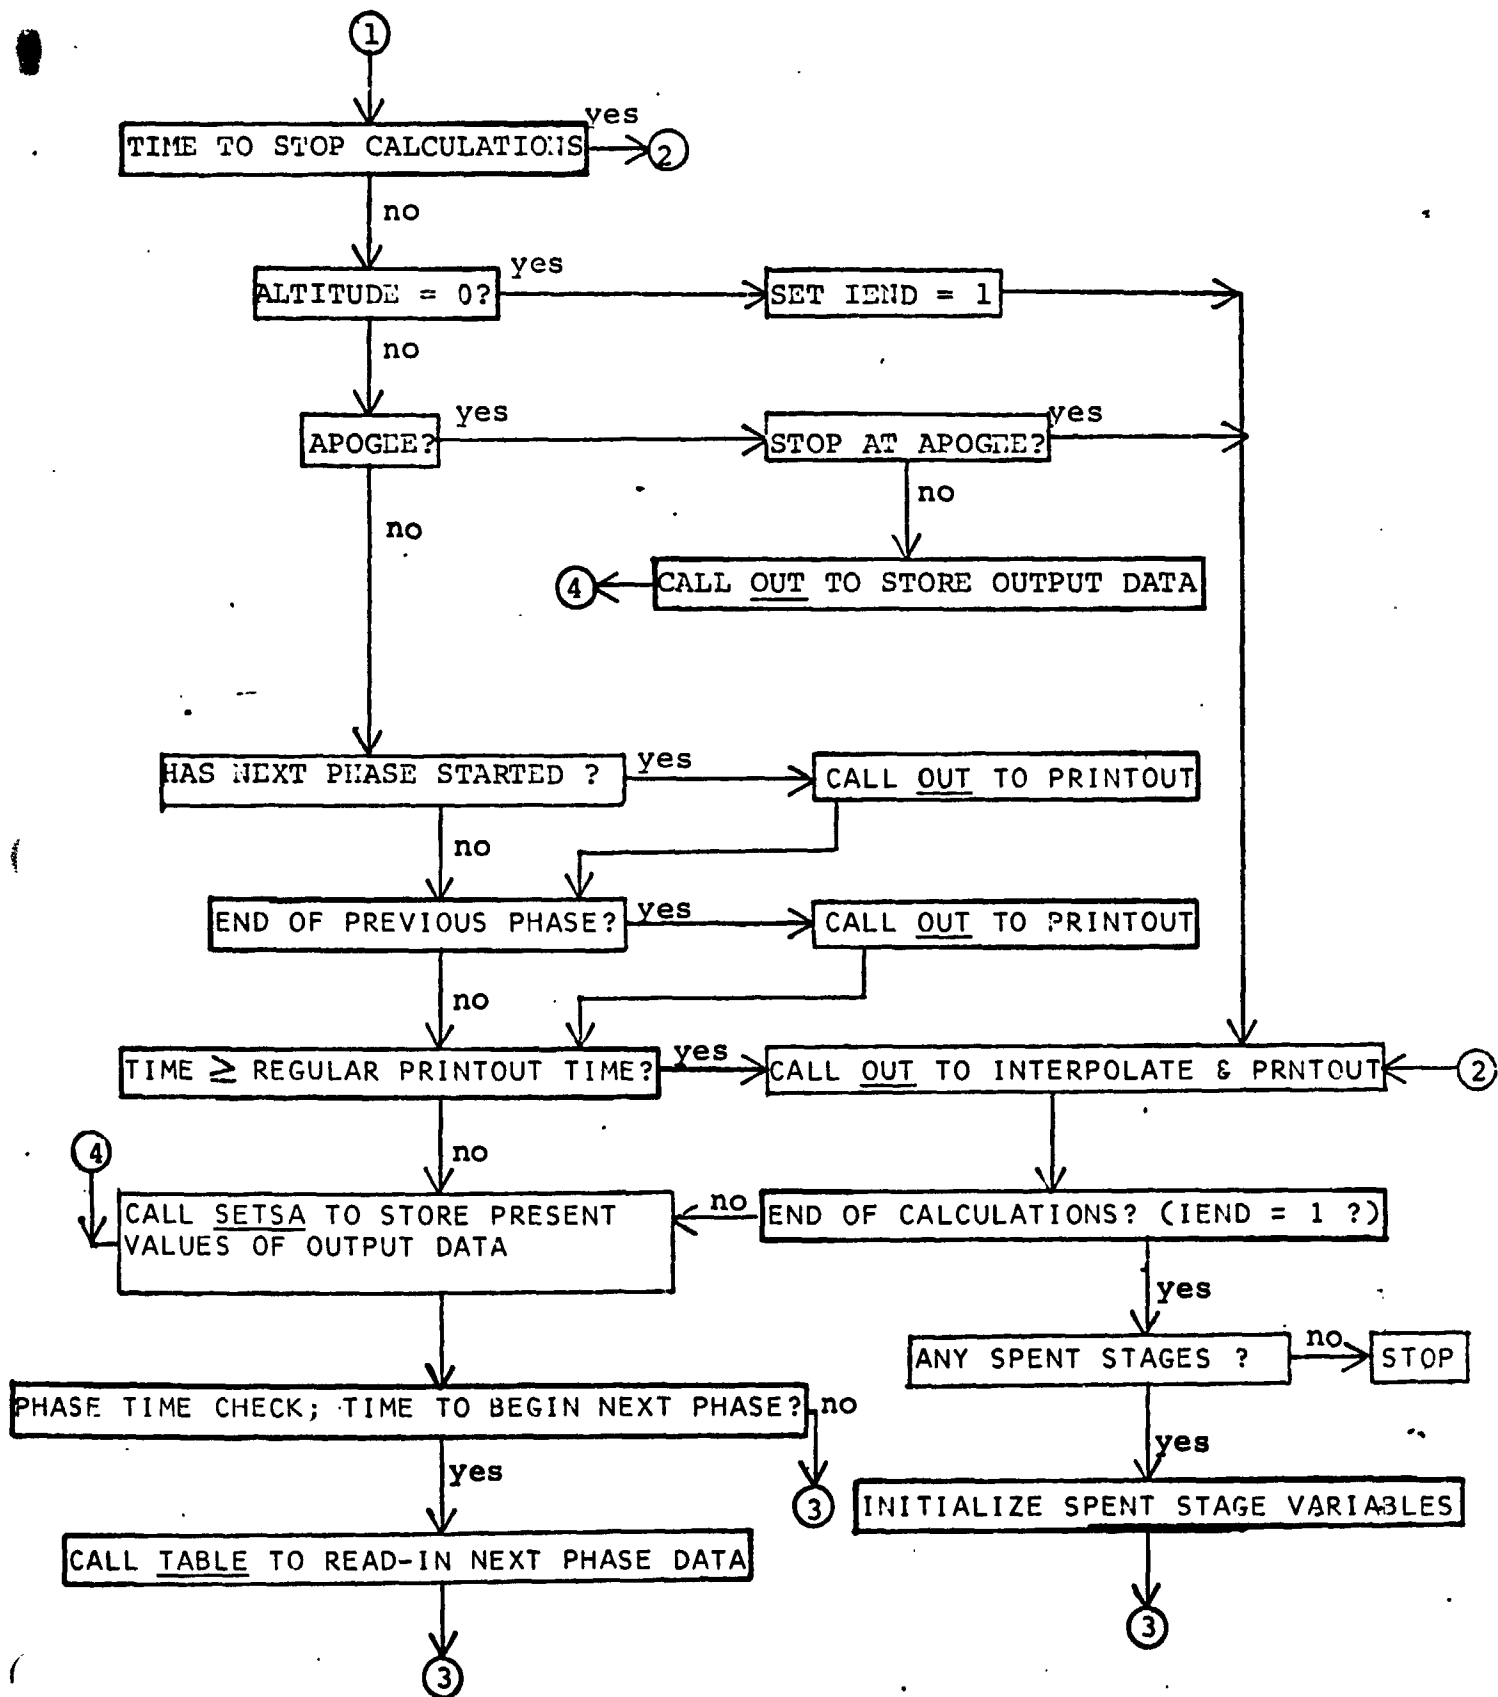 1
TIME TO STOP CALCULATIONS
yes
2
no
ALTITUDE = 0?
yes
SET IEND = 1
no
APOGEE?
yes
STOP AT APOGEE?
yes
no
no
CALL OUT TO STORE OUTPUT DATA
4
HAS NEXT PHASE STARTED ?
yes
CALL OUT TO PRINTOUT
no
END OF PREVIOUS PHASE?
yes
CALL OUT TO PRINTOUT
no
TIME ≥ REGULAR PRINTOUT TIME?
yes
CALL OUT TO INTERPOLATE & PRNTOUT
2
no
4
CALL SETSA TO STORE PRESENT
VALUES OF OUTPUT DATA
no
END OF CALCULATIONS? (IEND = 1 ?)
yes
ANY SPENT STAGES ?
no
STOP
PHASE TIME CHECK; TIME TO BEGIN NEXT PHASE?
no
3
yes
yes
INITIALIZE SPENT STAGE VARIABLES
CALL TABLE TO READ-IN NEXT PHASE DATA
3
3